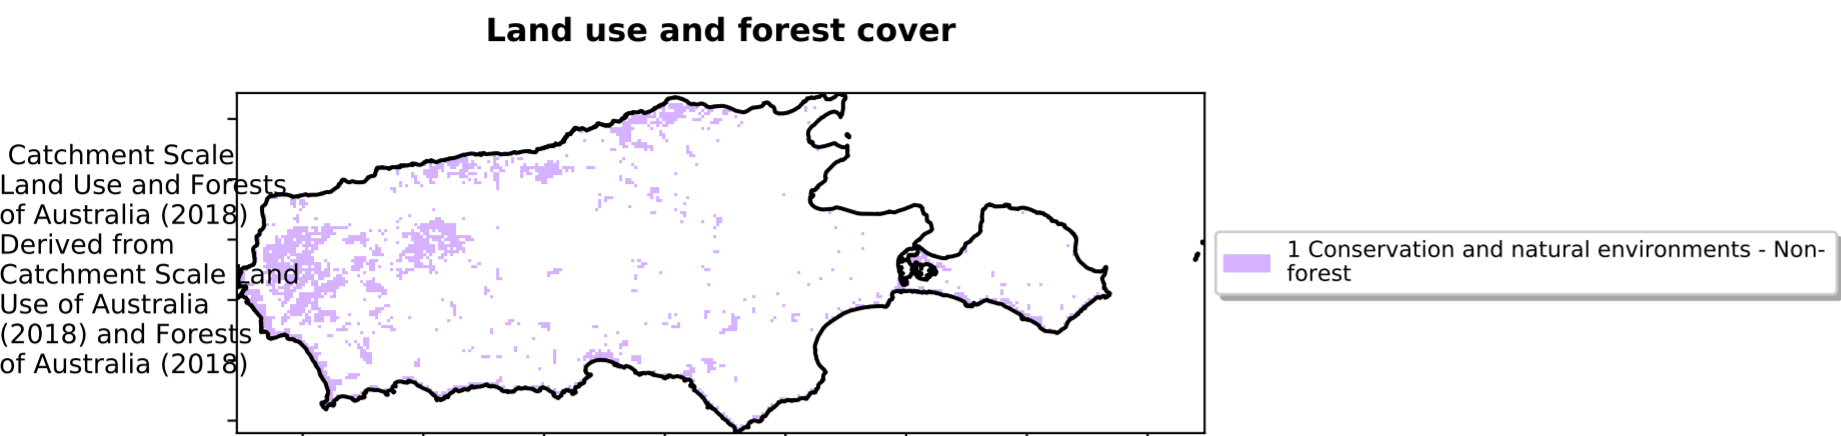 Land use and forest cover
Catchment Scale
Land Use and Forests
of Australia (2018)
Derived from
Catchment Scale Land
Use of Australia
(2018) and Forests
of Australia (2018)
1 Conservation and natural environments - Non-
forest